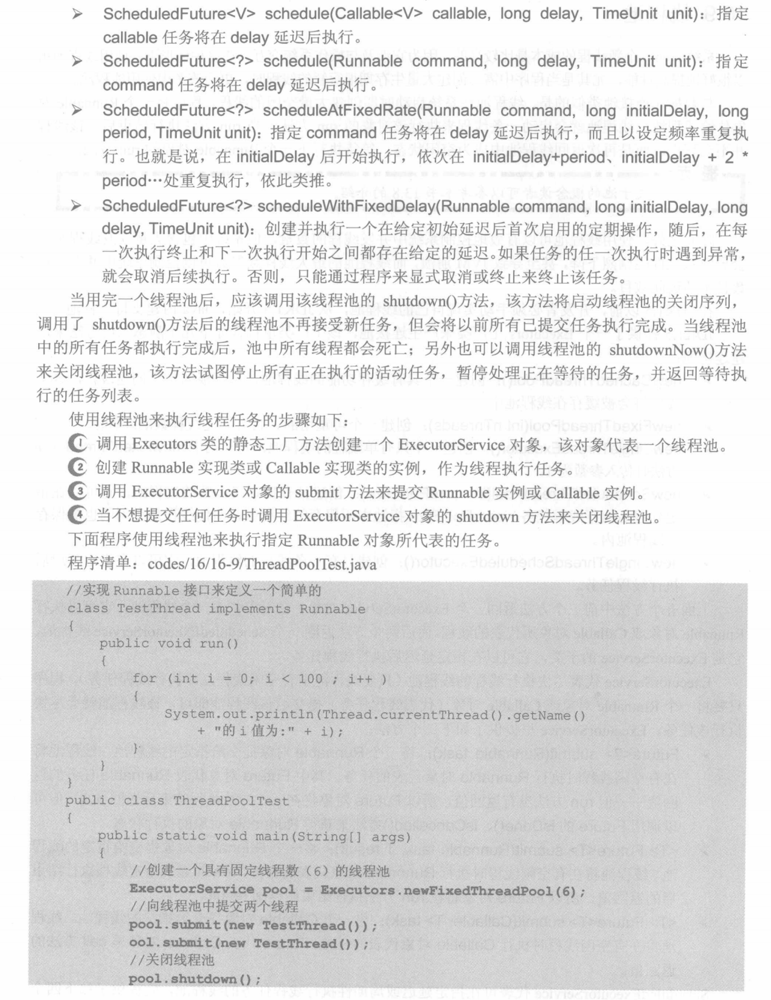 ➢ ScheduledFuture<V> schedule(Callable<V> callable, long delay, TimeUnit unit)：指定
callable 任务将在 delay 延迟后执行。
➢ ScheduledFuture<?> schedule(Runnable command, long delay, TimeUnit unit)：指定
command 任务将在 delay 延迟后执行。
➢ ScheduledFuture<?> scheduleAtFixedRate(Runnable command, long initialDelay, long
period, TimeUnit unit)：指定 command 任务将在 delay 延迟后执行，而且以设定频率重复执
行。也就是说，在 initialDelay 后开始执行，依次在 initialDelay+period、initialDelay + 2 *
period…处重复执行，依此类推。
➢ ScheduledFuture<?> scheduleWithFixedDelay(Runnable command, long initialDelay, long
delay, TimeUnit unit)：创建并执行一个在给定初始延迟后首次启用的定期操作，随后，在每
一次执行终止和下一次执行开始之间都存在给定的延迟。如果任务的任一次执行时遇到异常，
就会取消后续执行。否则，只能通过程序来显式取消或终止来终止该任务。
当用完一个线程池后，应该调用该线程池的 shutdown()方法，该方法将启动线程池的关闭序列，
调用了 shutdown()方法后的线程池不再接受新任务，但会将以前所有已提交任务执行完成。当线程池
中的所有任务都执行完成后，池中所有线程都会死亡；另外也可以调用线程池的 shutdownNow()方法
来关闭线程池，该方法试图停止所有正在执行的活动任务，暂停处理正在等待的任务，并返回等待执
行的任务列表。
使用线程池来执行线程任务的步骤如下：
1 调用 Executors 类的静态工厂方法创建一个 ExecutorService 对象，该对象代表一个线程池。
2 创建 Runnable 实现类或 Callable 实现类的实例，作为线程执行任务。
3 调用 ExecutorService 对象的 submit 方法来提交 Runnable 实例或 Callable 实例。
4 当不想提交任何任务时调用 ExecutorService 对象的 shutdown 方法来关闭线程池。
下面程序使用线程池来执行指定 Runnable 对象所代表的任务。
程序清单：codes/16/16-9/ThreadPoolTest.java
//实现 Runnable 接口来定义一个简单的
class TestThread implements Runnable
{
public void run()
{
for (int i = 0; i < 100 ; i++ )
{
System.out.println(Thread.currentThread().getName()
+ "的 i 值为:" + i);
}
}
}
public class ThreadPoolTest
{
public static void main(String[] args)
{
//创建一个具有固定线程数（6）的线程池
ExecutorService pool = Executors.newFixedThreadPool(6);
//向线程池中提交两个线程
pool.submit(new TestThread());
ool.submit(new TestThread());
//关闭线程池
pool.shutdown();